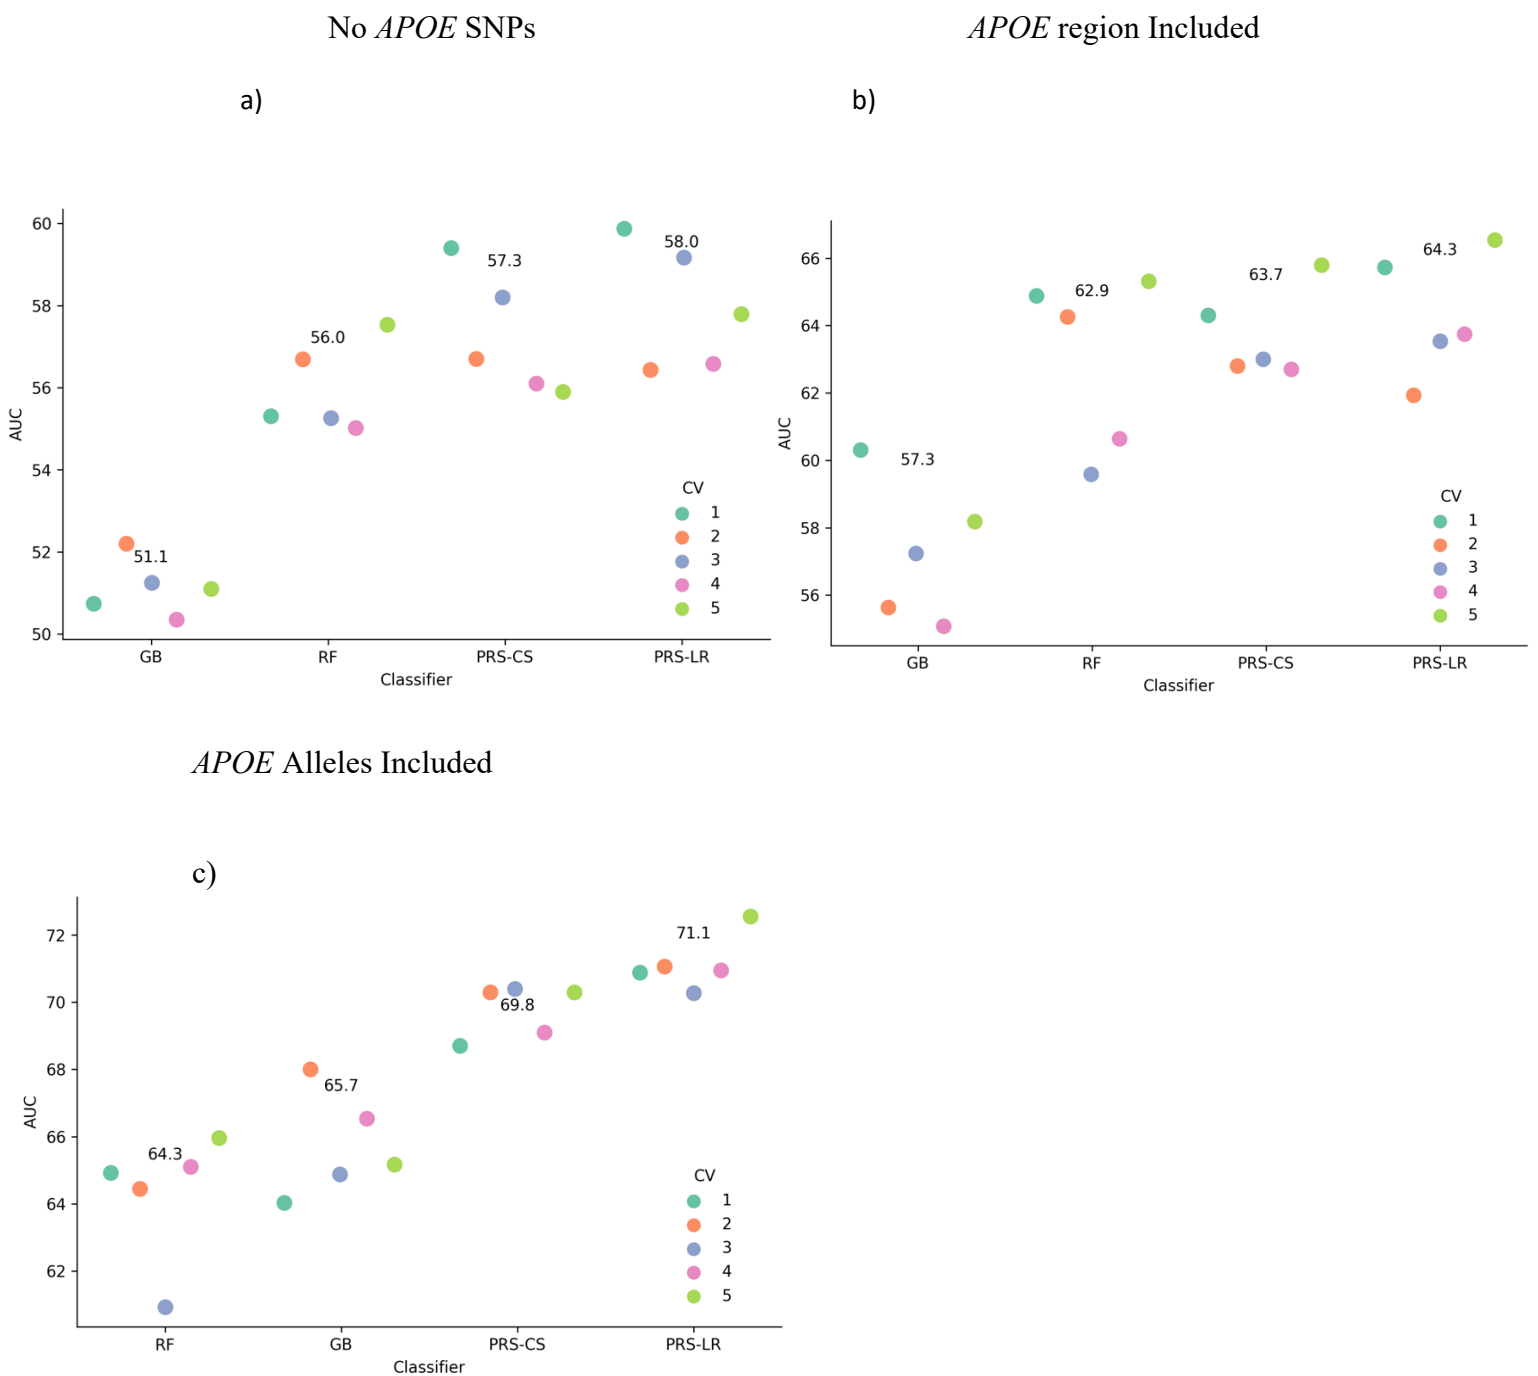 No APOE SNPs
APOE region Included
a)
60
58
56
54
52
50
AUC
51.1
56.0
57.3
58.0
CV
1
2
3
4
5
GB RF PRS-CS PRS-LR
Classifier
b)
66
64
62
60
58
56
AUC
57.3
62.9
63.7
64.3
CV
1
2
3
4
5
GB RF PRS-CS PRS-LR
Classifier
APOE Alleles Included
c)
72
70
68
66
64
62
AUC
64.3
65.7
69.8
71.1
CV
1
2
3
4
5
RF GB PRS-CS PRS-LR
Classifier